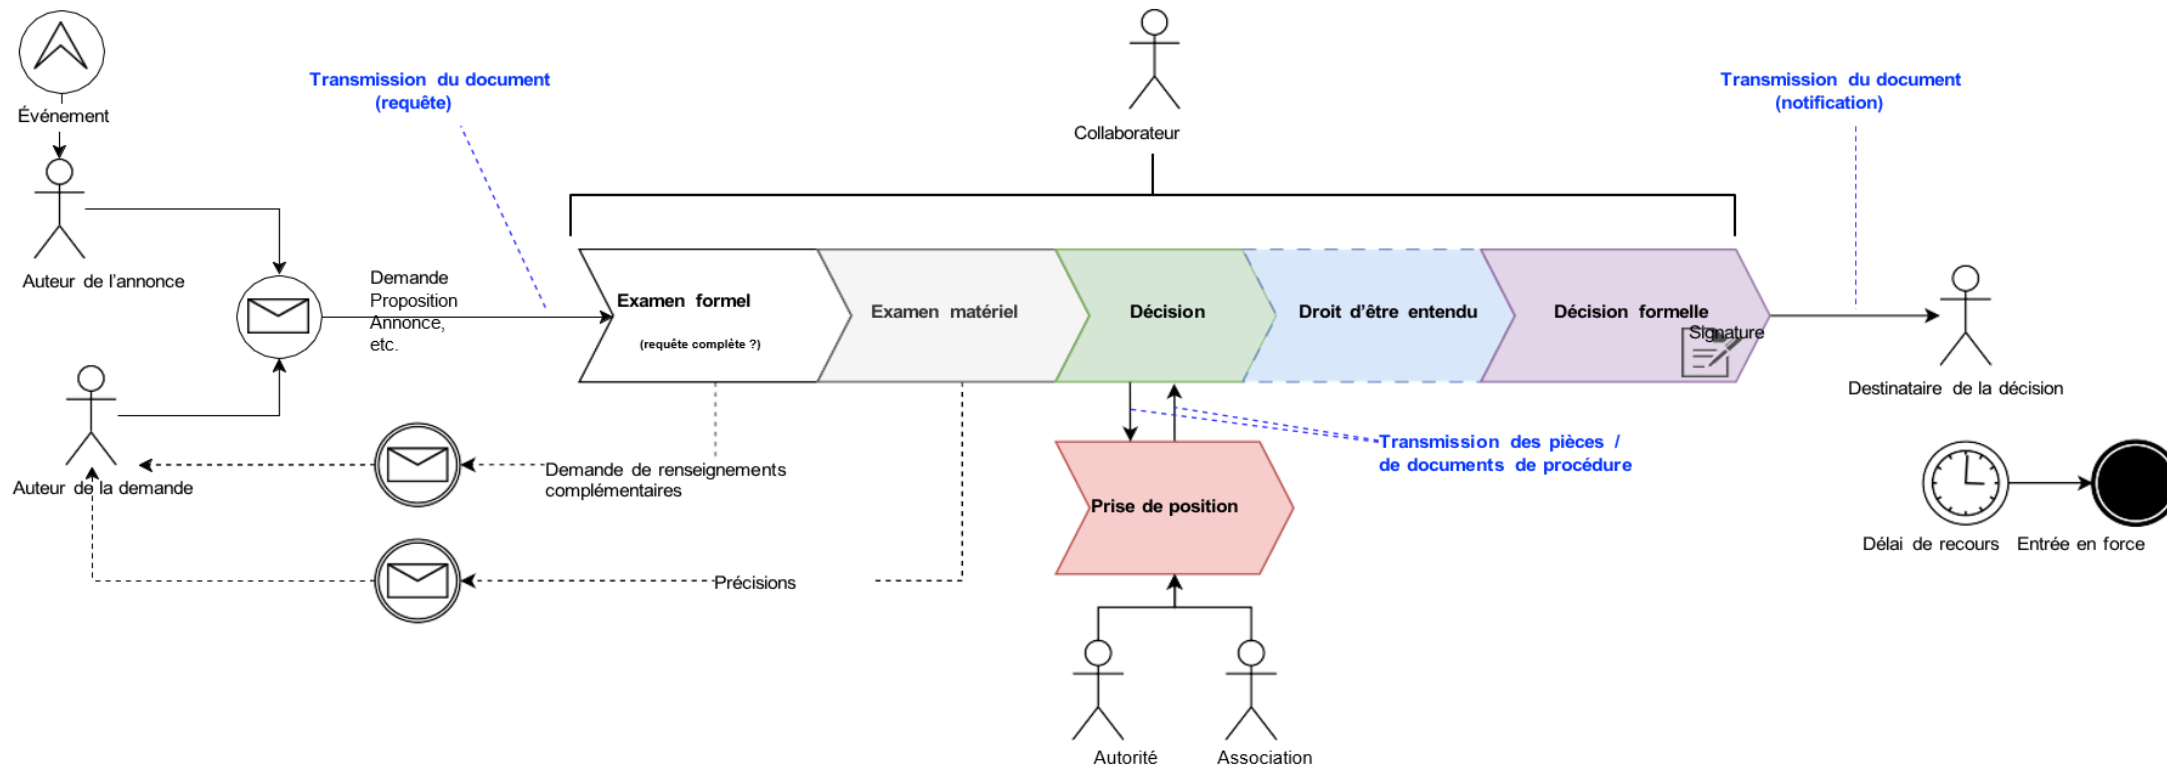 Événement
Auteur de l'annonce
Transmission du document
(requête)
Demande
Proposition
Annonce,
etc.
Auteur de la demande
Demande de renseignements
complémentaires
Précisions
Collaborateur
Examen formel
(requête complète ?)
Examen matériel
Décision
Droit d'être entendu
Décision formelle
Signature
Transmission des pièces /
de documents de procédure
Prise de position
Autorité
Association
Transmission du document
(notification)
Destinataire de la décision
Délai de recours
Entrée en force